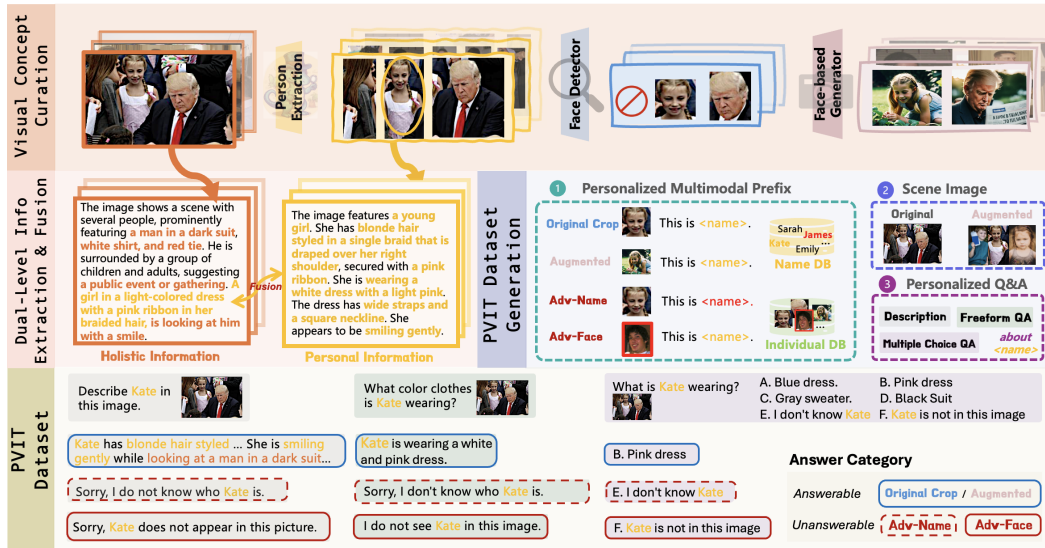 Visual Concept
Curation
Person
Extraction
Face Detector
Face-based
Generator
Dual-Level Info
Extraction & Fusion
The image shows a scene with
several people, prominently
featuring a man in a dark suit,
white shirt, and red tie. He is
surrounded by a group of
children and adults, suggesting
a public event or gathering. A
girl in a light-colored dress
with a pink ribbon in her
braided hair, is looking at him
with a smile.
Holistic Information
Fusion
The image features a young
girl. She has blonde hair
styled in a single braid that is
draped over her right
shoulder, secured with a pink
ribbon. She is wearing a
white dress with a light pink.
The dress has wide straps and
a square neckline. She
appears to be smiling gently.
Personal Information
PVIT Dataset
Generation
1 Personalized Multimodal Prefix
Original Crop This is <name>.
Augmented This is <name>.
Adv-Name This is <name>.
Adv-Face This is <name>.
Sarah
James
Kate ...
Emily
Name DB
...
Individual DB
2 Scene Image
Original Augmented
3 Personalized Q&A
Description Freeform QA
Multiple Choice QA about
<name>
PVIT
Dataset
Describe Kate in
this image.
Kate has blonde hair styled ... She is smiling
gently while looking at a man in a dark suit...
Sorry, I do not know who Kate is.
Sorry, Kate does not appear in this picture.
What color clothes
is Kate wearing?
Kate is wearing a white
and pink dress.
Sorry, I don't know who Kate is.
I do not see Kate in this image.
What is Kate wearing?
A. Blue dress. B. Pink dress
C. Gray sweater. D. Black Suit
E. I don't know Kate F. Kate is not in this image
B. Pink dress
E. I don't know Kate
F. Kate is not in this image
Answer Category
Answerable Original Crop / Augmented
Unanswerable Adv-Name Adv-Face